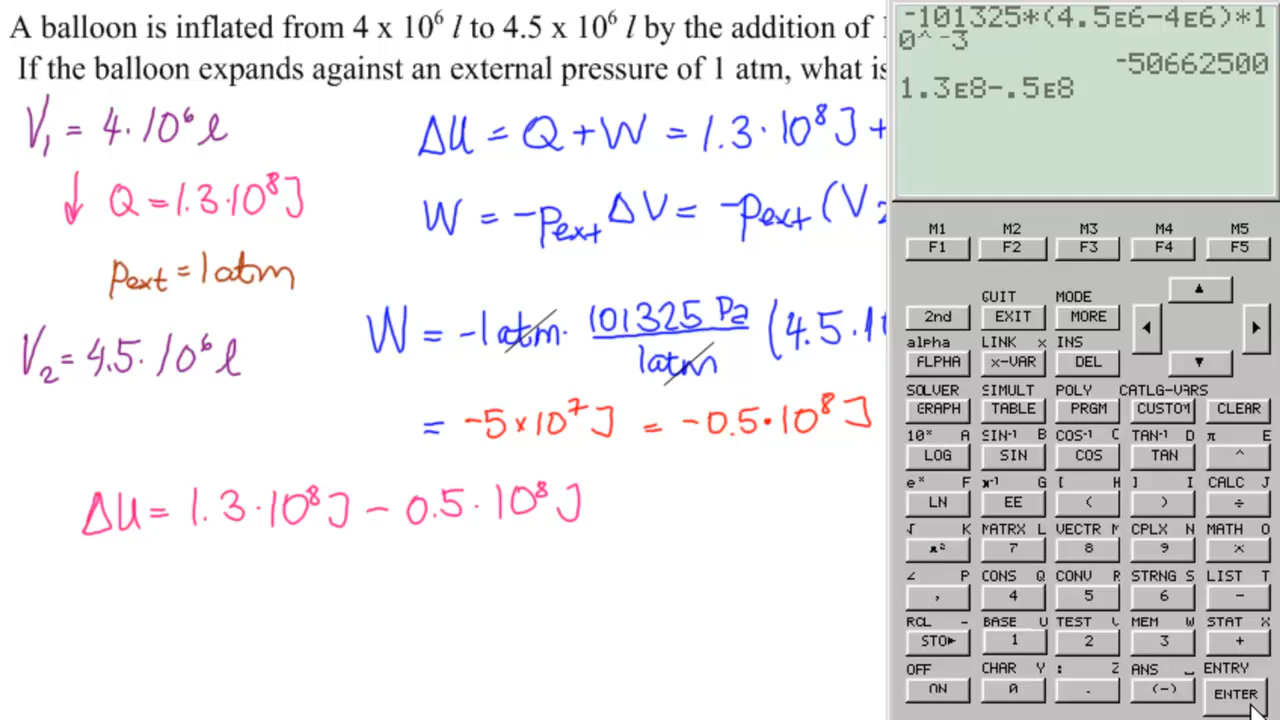 A balloon is inflated from 4 x 10⁶ l to 4.5 x 10⁶ l by the addition of
If the balloon expands against an external pressure of 1 atm, what is
V₁ = 4·10⁶ l
↓ Q = 1.3·10⁸ J
Pext = 1 atm
V₂ = 4.5·10⁶ l
ΔU = Q + W = 1.3·10⁸ J +
W = -Pext ΔV = -Pext (V₂
W = -1 atm · 101325 Pa / 1 atm (4.5·1
= -5×10⁷ J = -0.5·10⁸ J
ΔU = 1.3·10⁸ J - 0.5·10⁸ J
-101325*(4.5E6-4E6)*1
0^-3
-50662500
1.3E8-.5E8
M1 M2 M3 M4 M5
F1 F2 F3 F4 F5
QUIT MODE
2nd EXIT MORE
alpha LINK x INS
ALPHA x-VAR DEL
SOLVER SIMULT POLY CATLG-VARS
GRAPH TABLE PRGM CUSTOM CLEAR
10ˣ A SIN⁻¹ B COS⁻¹ C TAN⁻¹ D π E
LOG SIN COS TAN ^
eˣ F x⁻¹ G [ H ] I CALC J
LN EE ( ) ÷
√ K MATRX L VECTR M CPLX N MATH O
x² 7 8 9 ×
∠ P CONS Q CONV R STRNG S LIST T
, 4 5 6 -
RCL = BASE U TEST V MEM W STAT X
STO► 1 2 3 +
OFF CHAR Y : Z ANS ␣ ENTRY
ON 0 . (-) ENTER